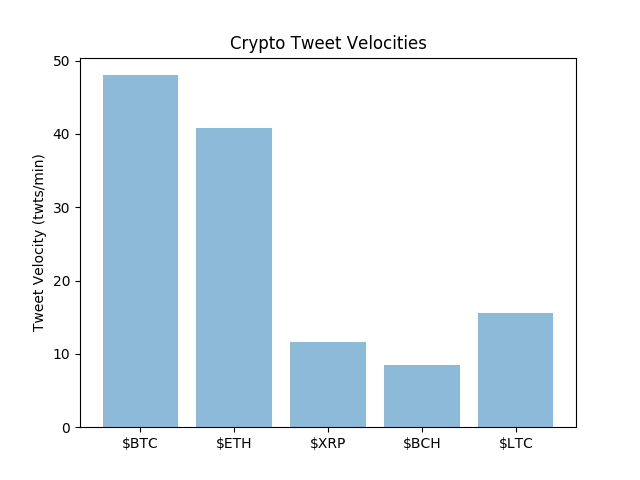 Crypto Tweet Velocities
Tweet Velocity (twts/min)
50
40
30
20
10
0
$BTC $ETH $XRP $BCH $LTC